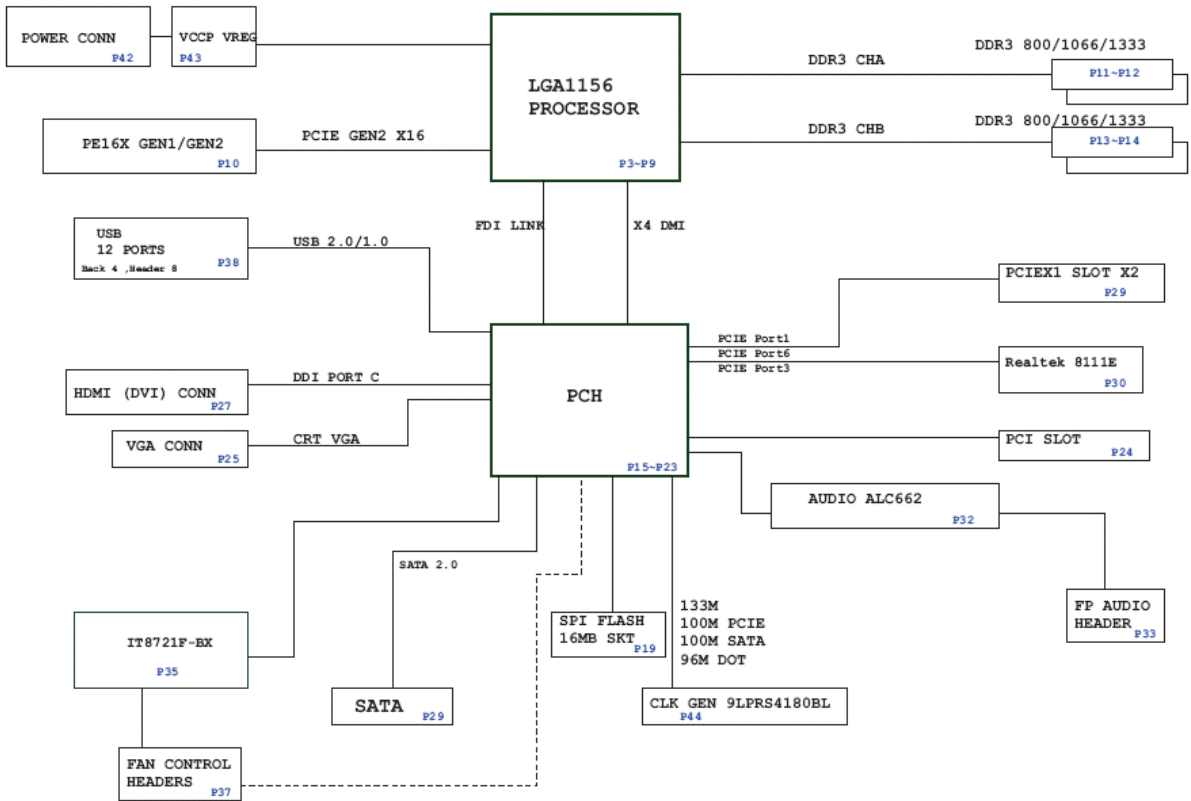 POWER CONN
P42
VCCP VREG
P43
LGA1156
PROCESSOR
P3~P9
DDR3 CHA
DDR3 800/1066/1333
P11~P12
DDR3 CHB
DDR3 800/1066/1333
P13~P14
PE16X GEN1/GEN2
P10
PCIE GEN2 X16
FDI LINK
X4 DMI
USB
12 PORTS
Back 4 ,Header 8
P38
USB 2.0/1.0
PCIEX1 SLOT X2
P29
PCIE Port1
PCIE Port6
PCIE Port3
Realtek 8111E
P30
HDMI (DVI) CONN
P27
DDI PORT C
PCH
P15~P23
VGA CONN
P25
CRT VGA
PCI SLOT
P24
AUDIO ALC662
P32
SATA 2.0
FP AUDIO
HEADER
P33
IT8721F-BX
P35
SPI FLASH
16MB SKT
P19
133M
100M PCIE
100M SATA
96M DOT
SATA
P29
CLK GEN 9LPRS4180BL
P44
FAN CONTROL
HEADERS
P37